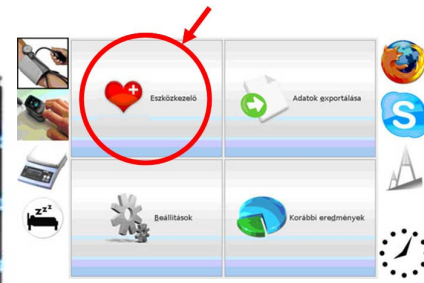 Eszközkezelő
Adatok exportálása
Beállítások
Korábbi eredmények
S
A A
z z z